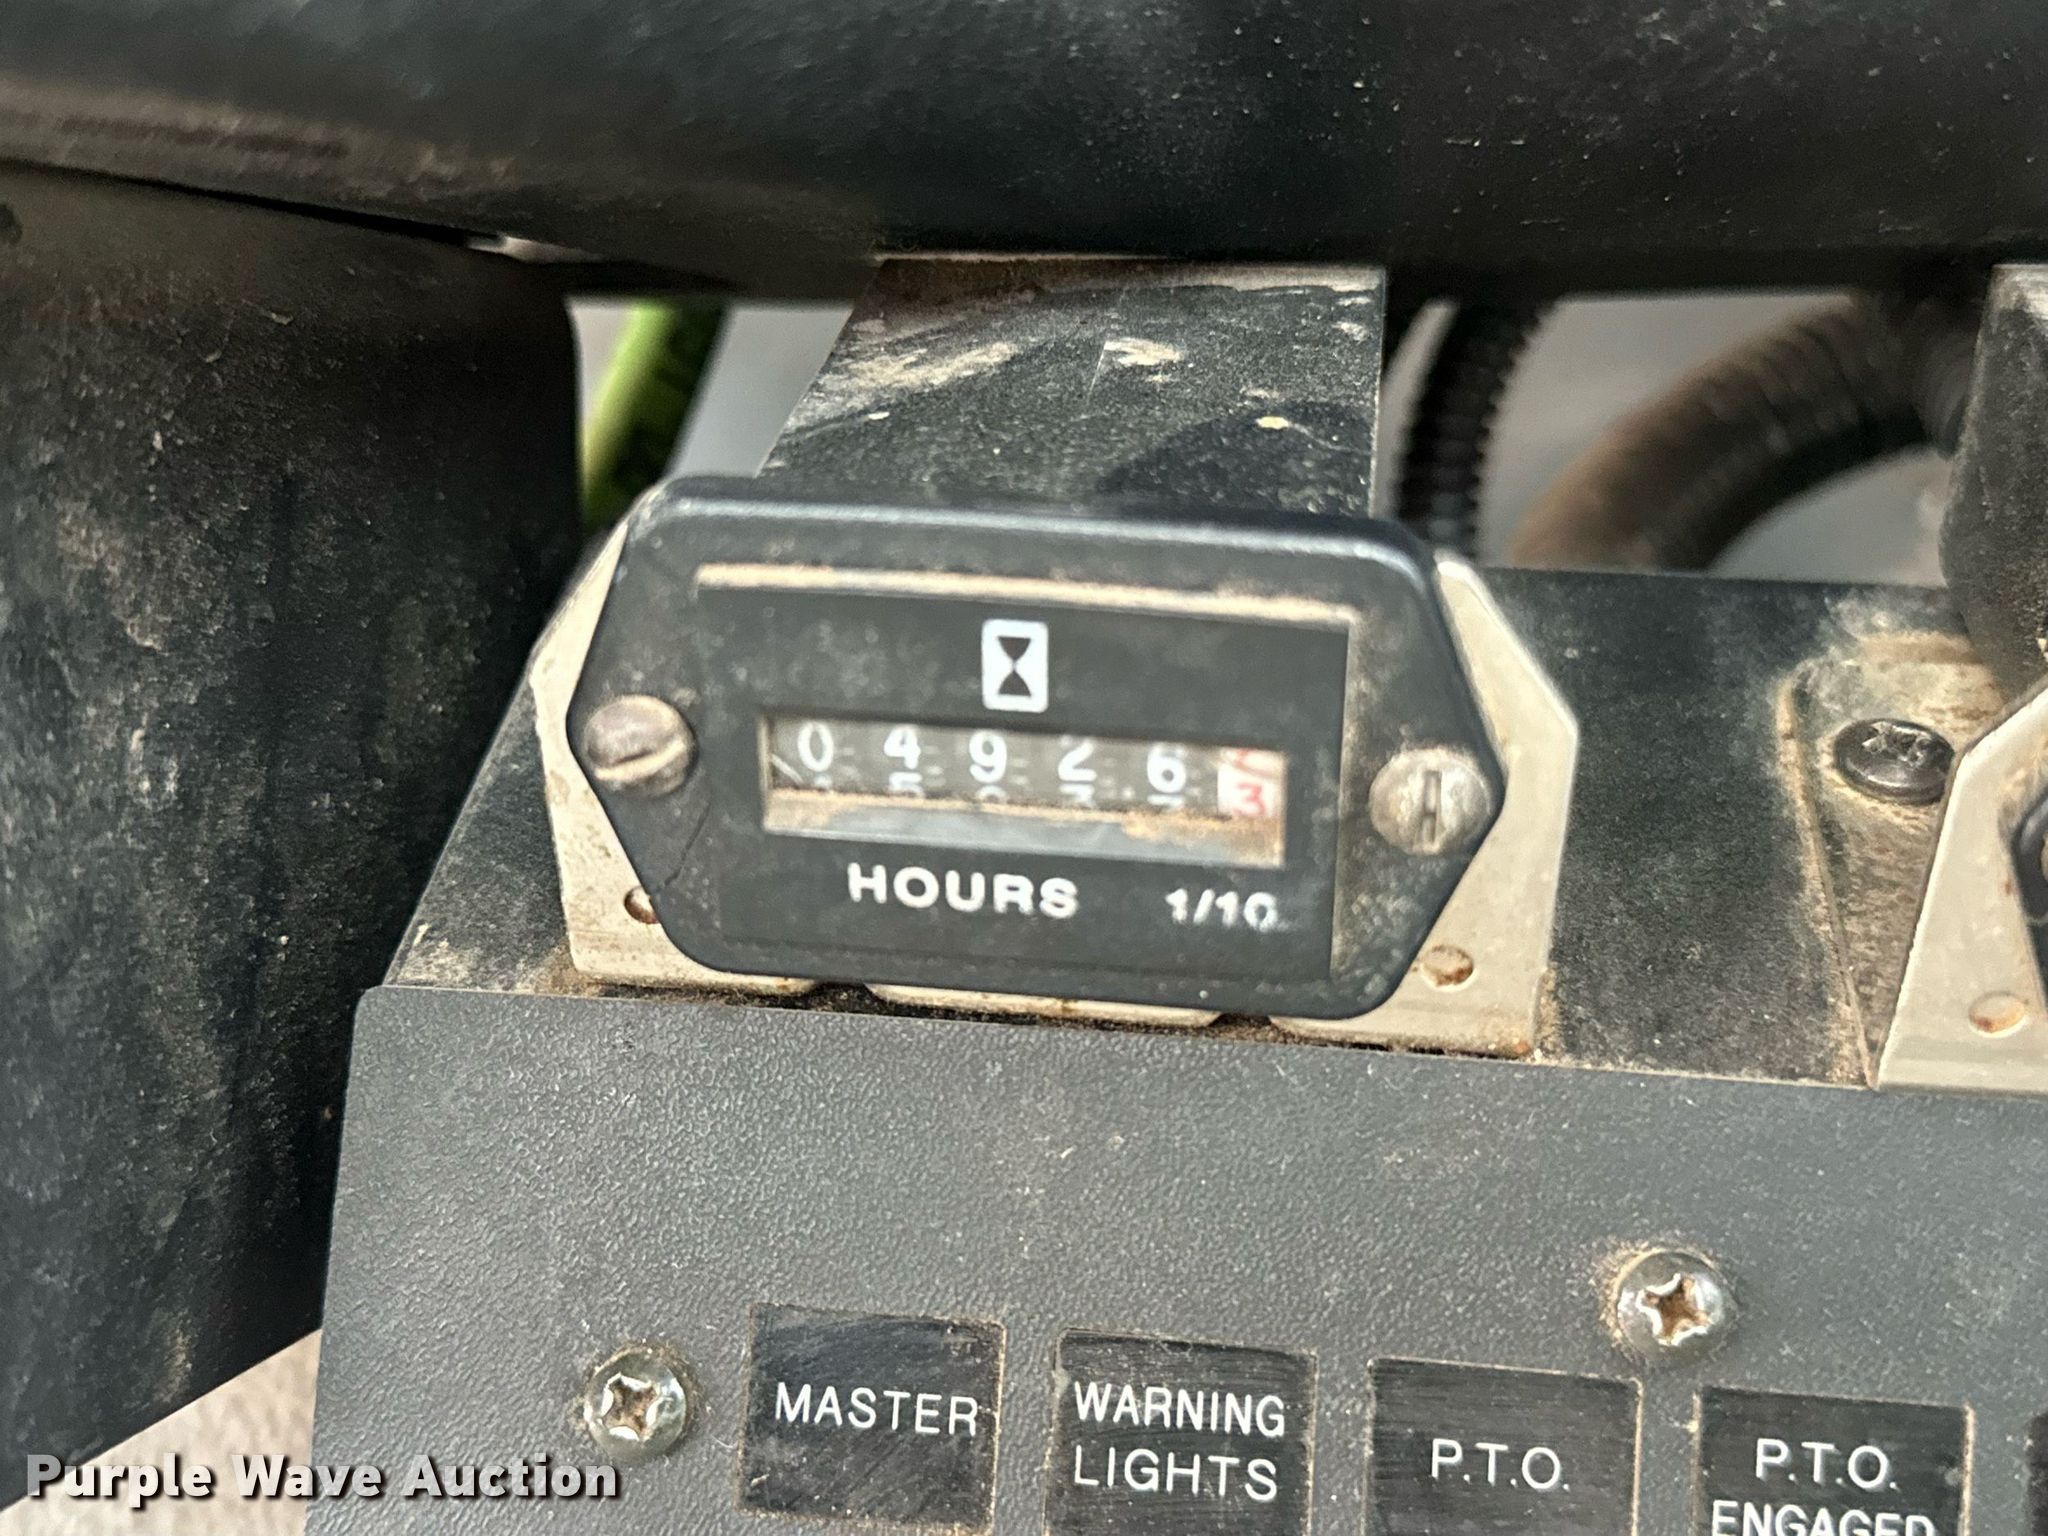 0 4 9 2 6 3
HOURS 1/10
MASTER
WARNING
LIGHTS
P.T.O.
P.T.O.
ENGAGED
Purple Wave Auction